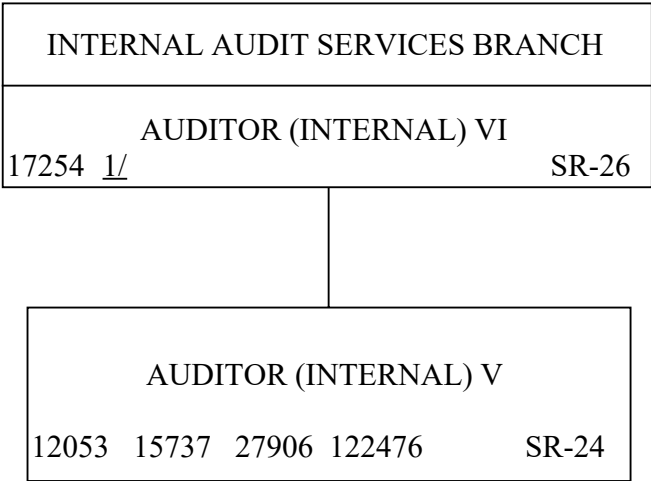 INTERNAL AUDIT SERVICES BRANCH
AUDITOR (INTERNAL) VI
17254 1/ SR-26
AUDITOR (INTERNAL) V
12053 15737 27906 122476 SR-24